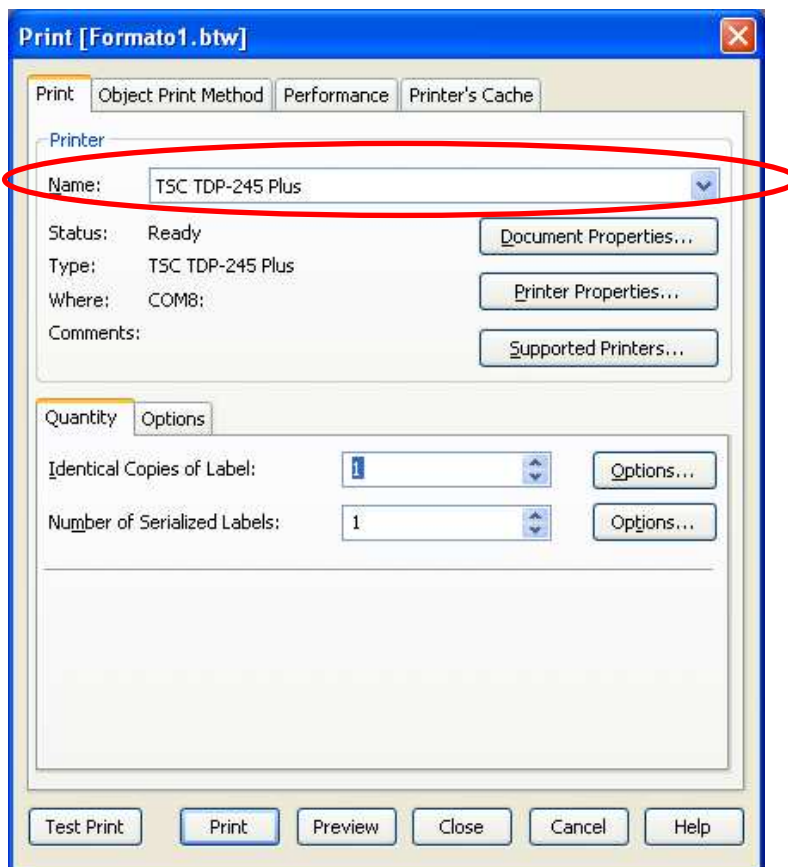 Print [Formato1.btw]
Print Object Print Method Performance Printer's Cache
Printer
Name: TSC TDP-245 Plus
Status: Ready Document Properties...
Type: TSC TDP-245 Plus
Where: COM8: Printer Properties...
Comments: Supported Printers...
Quantity Options
Identical Copies of Label: 1 Options...
Number of Serialized Labels: 1 Options...
Test Print Print Preview Close Cancel Help